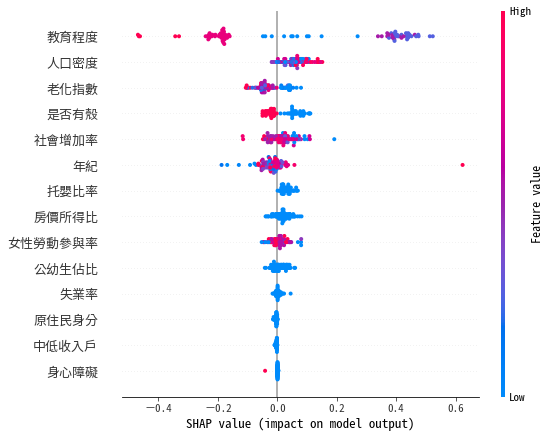 High
教育程度
人口密度
老化指數
是否有殼
社會增加率
年紀
托嬰比率
房價所得比
女性勞動參與率
公幼生佔比
失業率
原住民身分
中低收入戶
身心障礙
Feature value
Low
−0.4 −0.2 0.0 0.2 0.4 0.6
SHAP value (impact on model output)